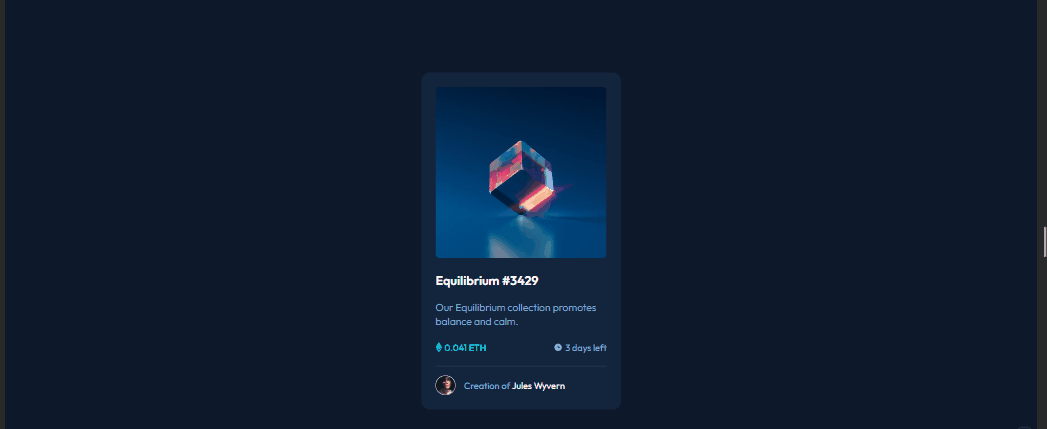 Equilibrium #3429
Our Equilibrium collection promotes
balance and calm.
0.041 ETH
3 days left
Creation of Jules Wyvern